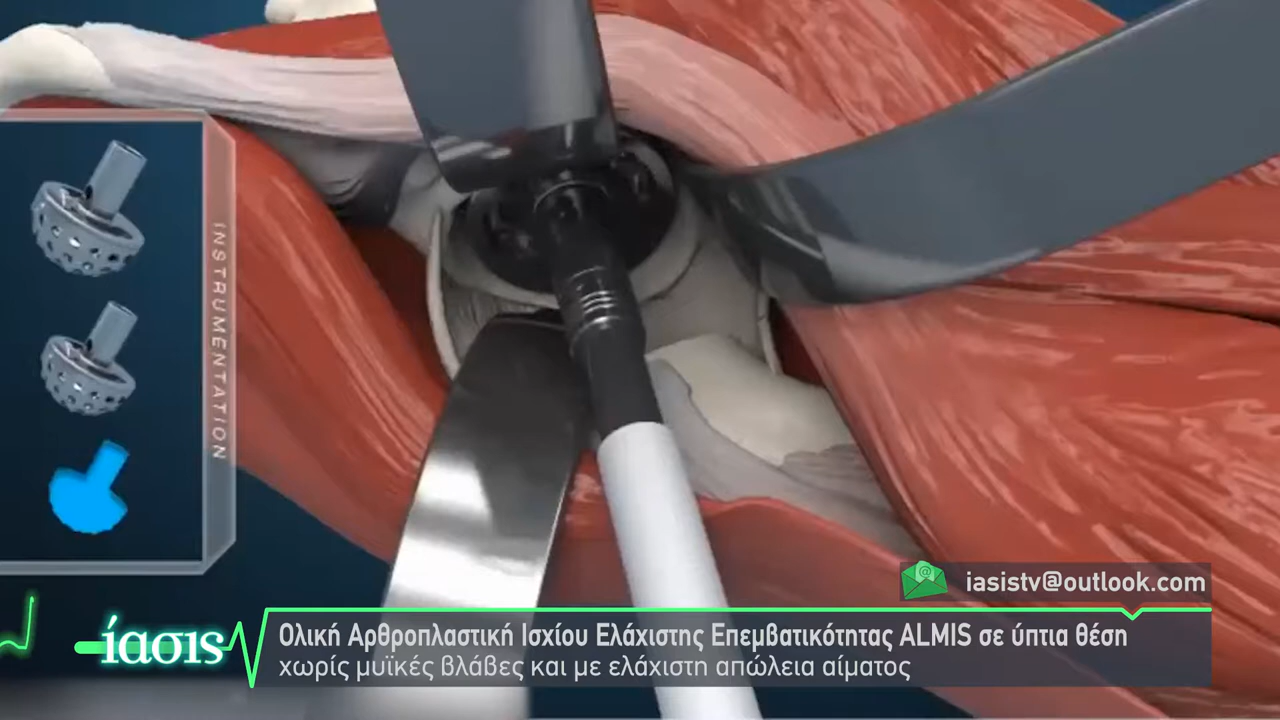 INSTRUMENTATION
iasistv@outlook.com
ίασις
Ολική Αρθροπλαστική Ισχίου Ελάχιστης Επεμβατικότητας ALMIS σε ύπτια θέση
χωρίς μυϊκές βλάβες και με ελάχιστη απώλεια αίματος